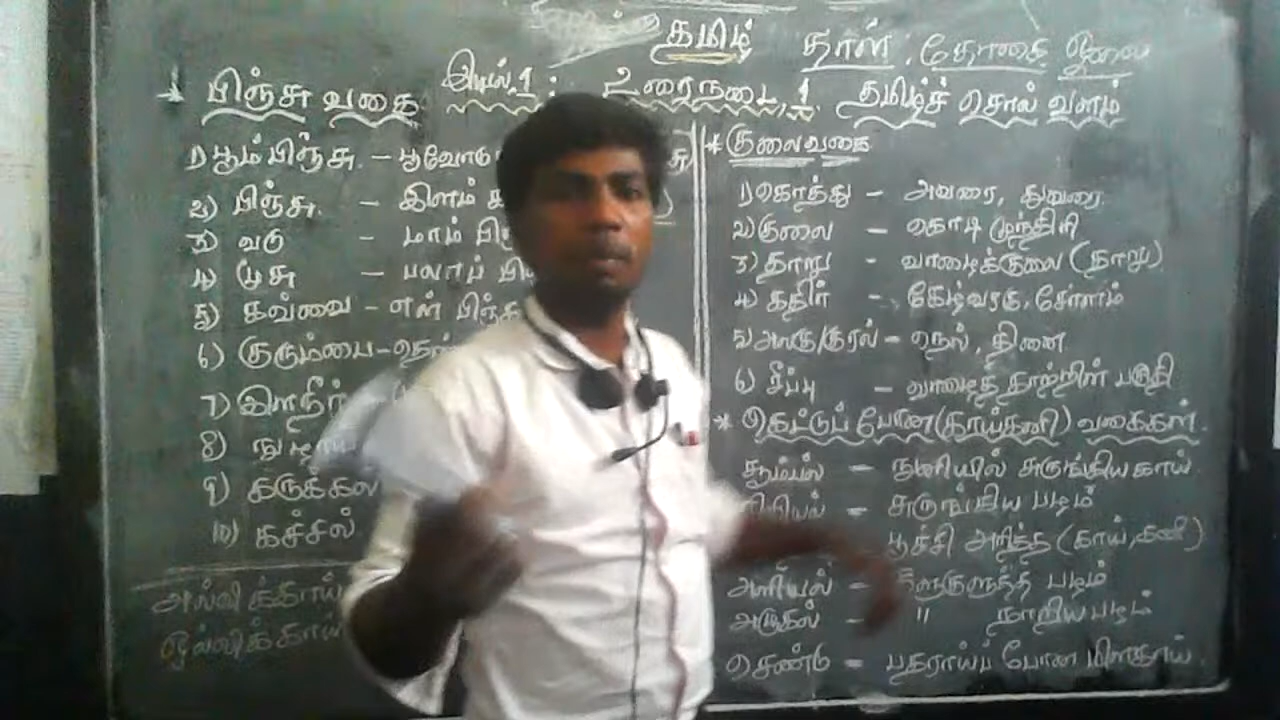 தமிழ்
நாள் : தோகை ஓலை
இயல் 1 : உரைநடை 1. தமிழ்ச் சொல் வளம்
பிஞ்சு வகை
1) பூம்பிஞ்சு. – பூவோடு
2) பிஞ்சு. – இளம்
3) வடு – மாம் பிஞ்
4) மூசு – பலாப் பிஞ்
5) கவ்வை – எள் பிஞ்சு
6) குரும்பை – தென்
7) இளநீர்
8) நுழாய்
9) கருக்கல்
10) கச்சல்
அல்லிக்காய்
ஒல்லிக்காய்
* குலைவகை
1) கொத்து – அவரை, துவரை
2) குலை – கொடி முந்திரி
3) தாறு – வாழைக்குலை (தாறு)
4) கதிர் – கேழ்வரகு, சோளம்
5) அலகு/குரல் – நெல், தினை
6) சீப்பு – வாழைத் தாற்றின் பகுதி
* கெட்டுப் போன (காய்கனி) வகைகள்.
சூம்பல் – நுனியில் சுருங்கிய காய்.
சுருங்கிய பழம்
பூச்சி அரித்த (காய், கனி)
அளியல் – குளுகுளுத்த பழம்
அழுகல் – " நாறிய பழம்
சொண்டு – பதராய்ப் போன மிளகாய்.